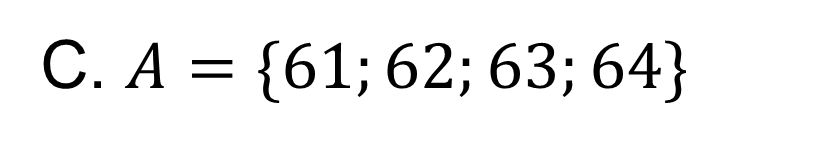 C. A = {61; 62; 63; 64}